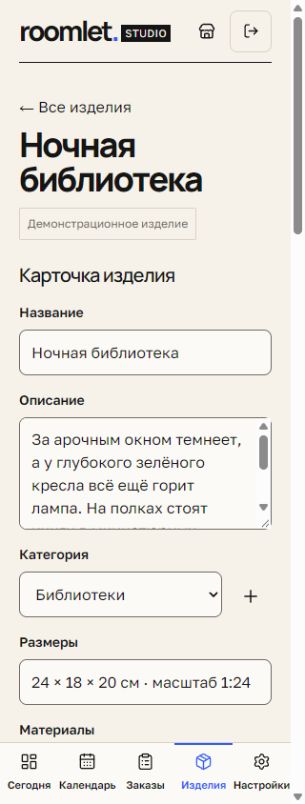 roomlet. STUDIO
← Все изделия
Ночная
библиотека
Демонстрационное изделие
Карточка изделия
Название
Ночная библиотека
Описание
За арочным окном темнеет,
а у глубокого зелёного
кресла всё ещё горит
лампа. На полках стоят
Категория
Библиотеки
+
Размеры
24 × 18 × 20 см · масштаб 1:24
Материалы
Сегодня Календарь Заказы Изделия Настройки